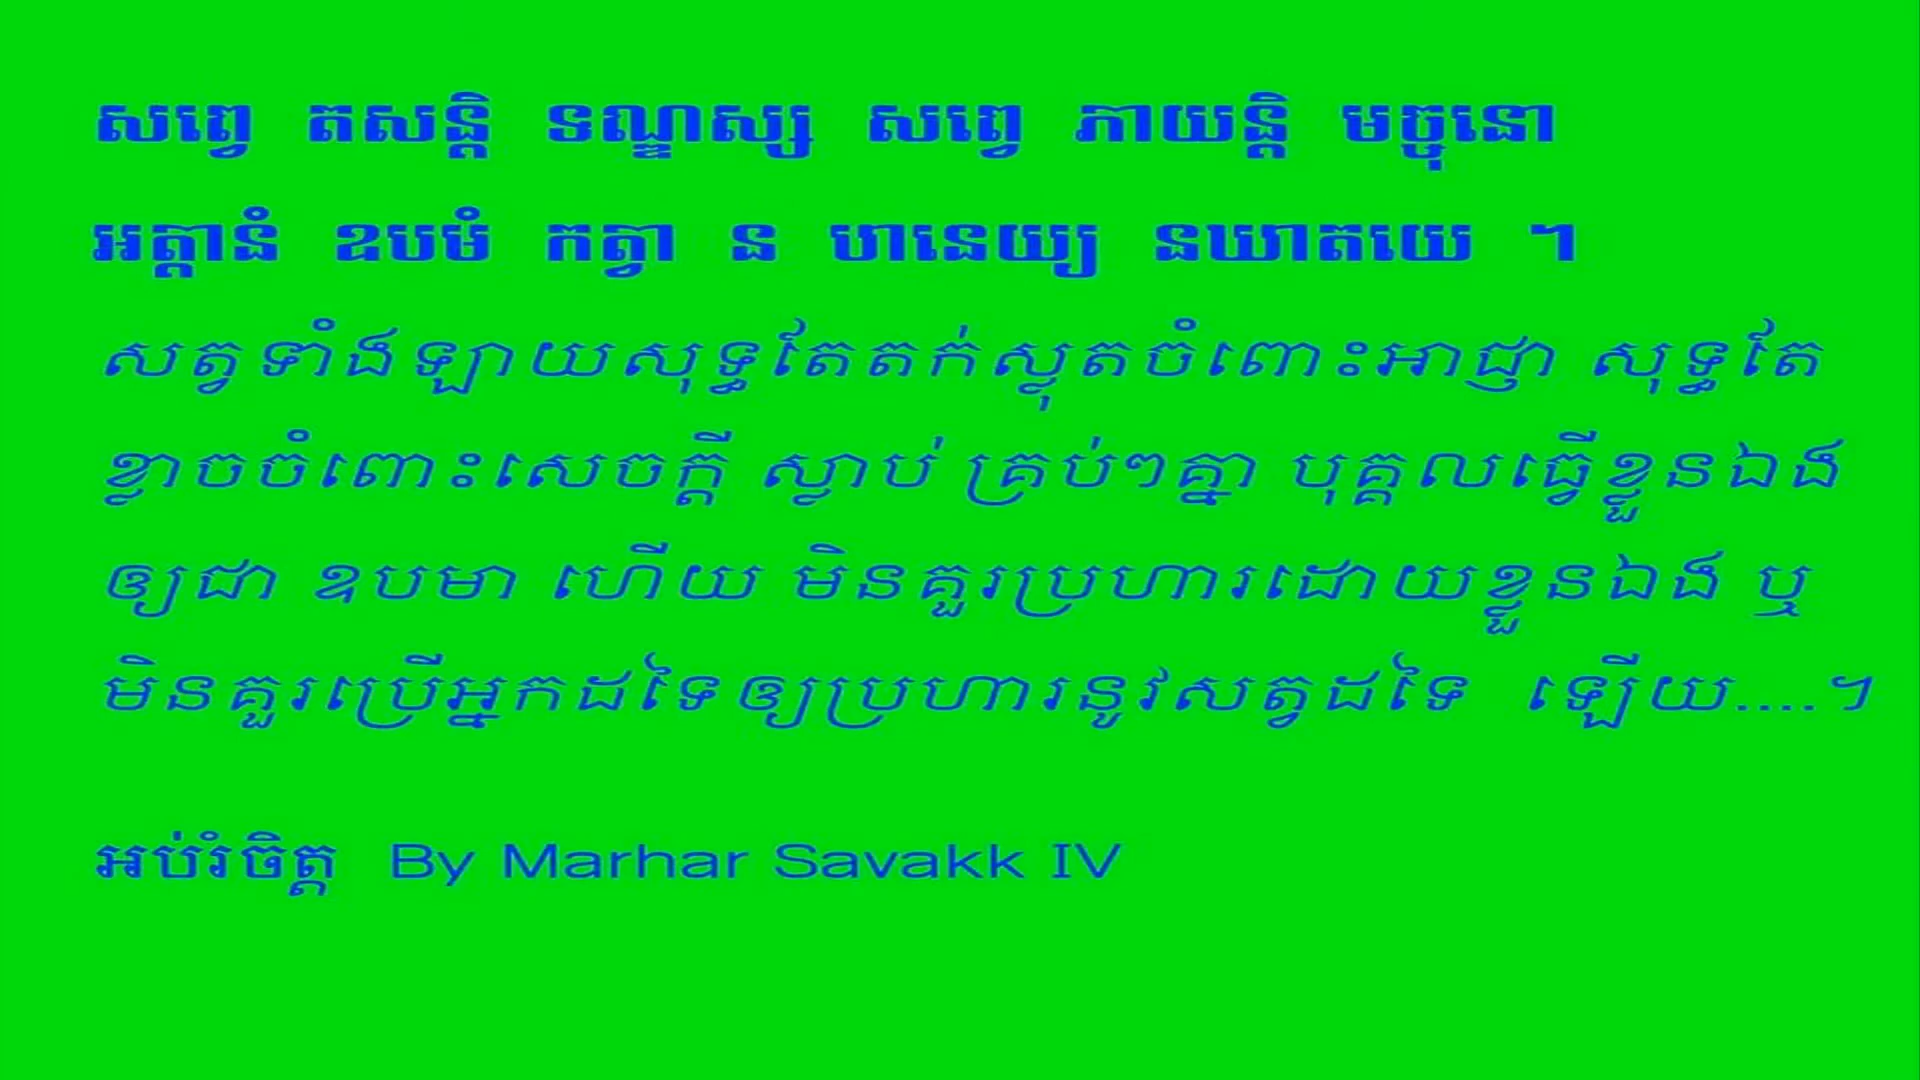 សព្វេ តសន្តិ ទណ្ឌស្ស សព្វេ ភាយន្តិ មច្ចុនោ
អត្តានំ ឧបមំ កត្វា ន ហនេយ្យ នឃាតយេ ។
សត្វទាំងឡាយសុទ្ធតែតក់ស្លុតចំពោះអាជ្ញា សុទ្ធតែ
ខ្លាចចំពោះសេចក្តី ស្លាប់ គ្រប់ៗគ្នា បុគ្គលធ្វើខ្លួនឯង
ឲ្យជា ឧបមា ហើយ មិនគួរប្រហារដោយខ្លួនឯង ឬ
មិនគួរប្រើអ្នកដទៃឲ្យប្រហារនូវសត្វដទៃ ឡើយ....។
អប់រំចិត្ត By Marhar Savakk IV